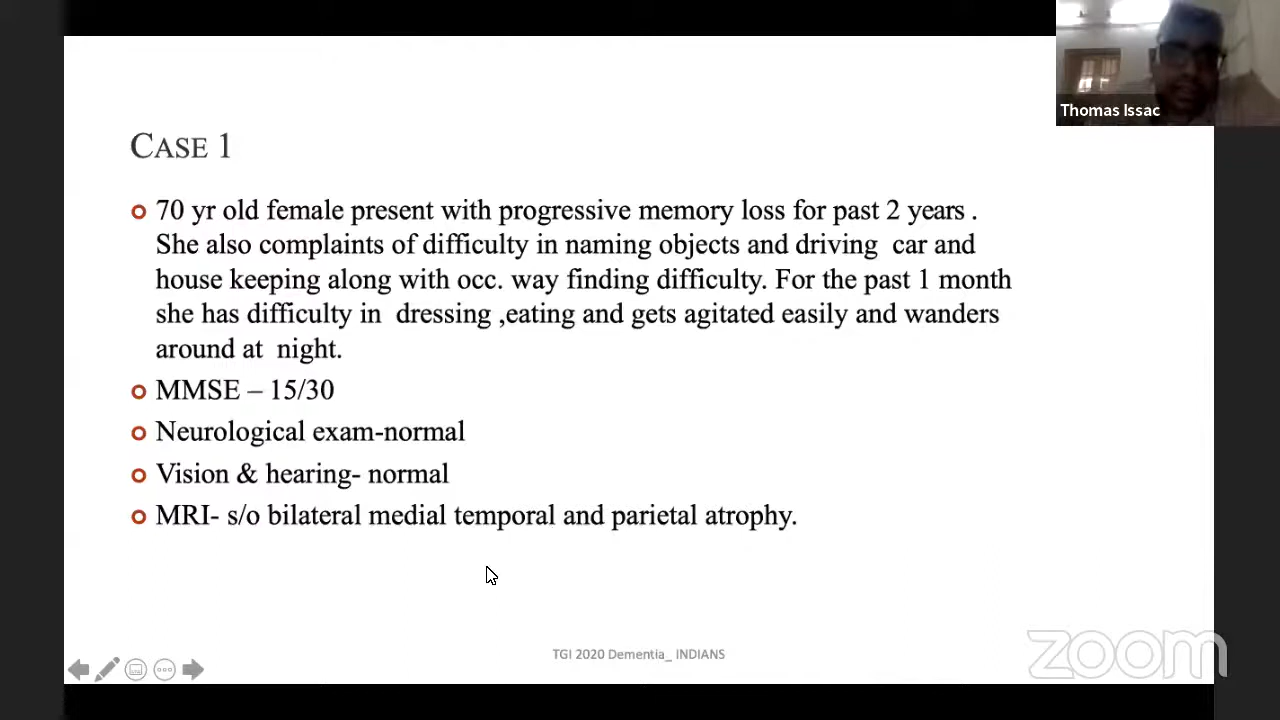 Thomas Issac
CASE 1
70 yr old female present with progressive memory loss for past 2 years .
She also complaints of difficulty in naming objects and driving  car and
house keeping along with occ. way finding difficulty. For the past 1 month
she has difficulty in  dressing ,eating and gets agitated easily and wanders
around at  night.
MMSE – 15/30
Neurological exam-normal
Vision & hearing- normal
MRI- s/o bilateral medial temporal and parietal atrophy.
TGI 2020 Dementia_ INDIANS
zoom